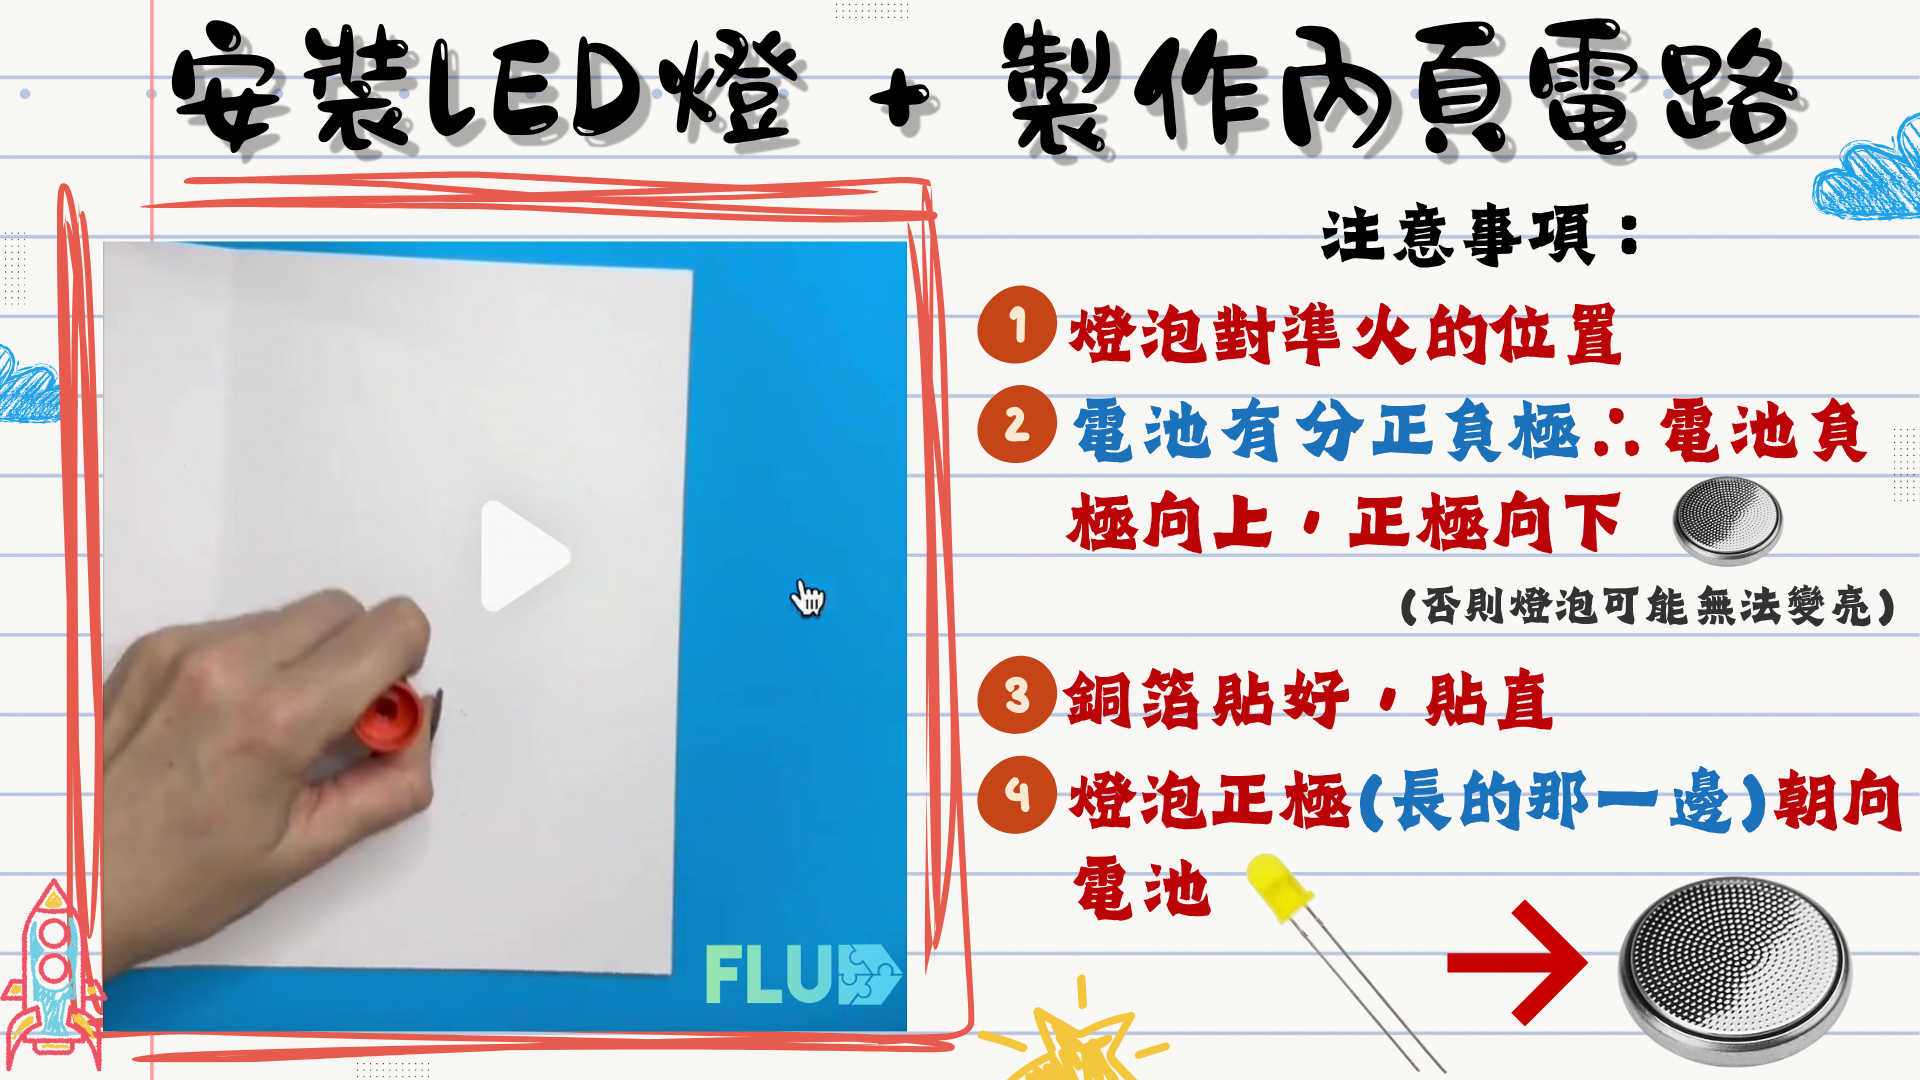 安裝LED燈 + 製作內頁電路
注意事項：
1 燈泡對準火的位置
2 電池有分正負極∴電池負
極向上，正極向下
(否則燈泡可能無法變亮)
3 銅箔貼好，貼直
4 燈泡正極(長的那一邊)朝向
電池
FLU